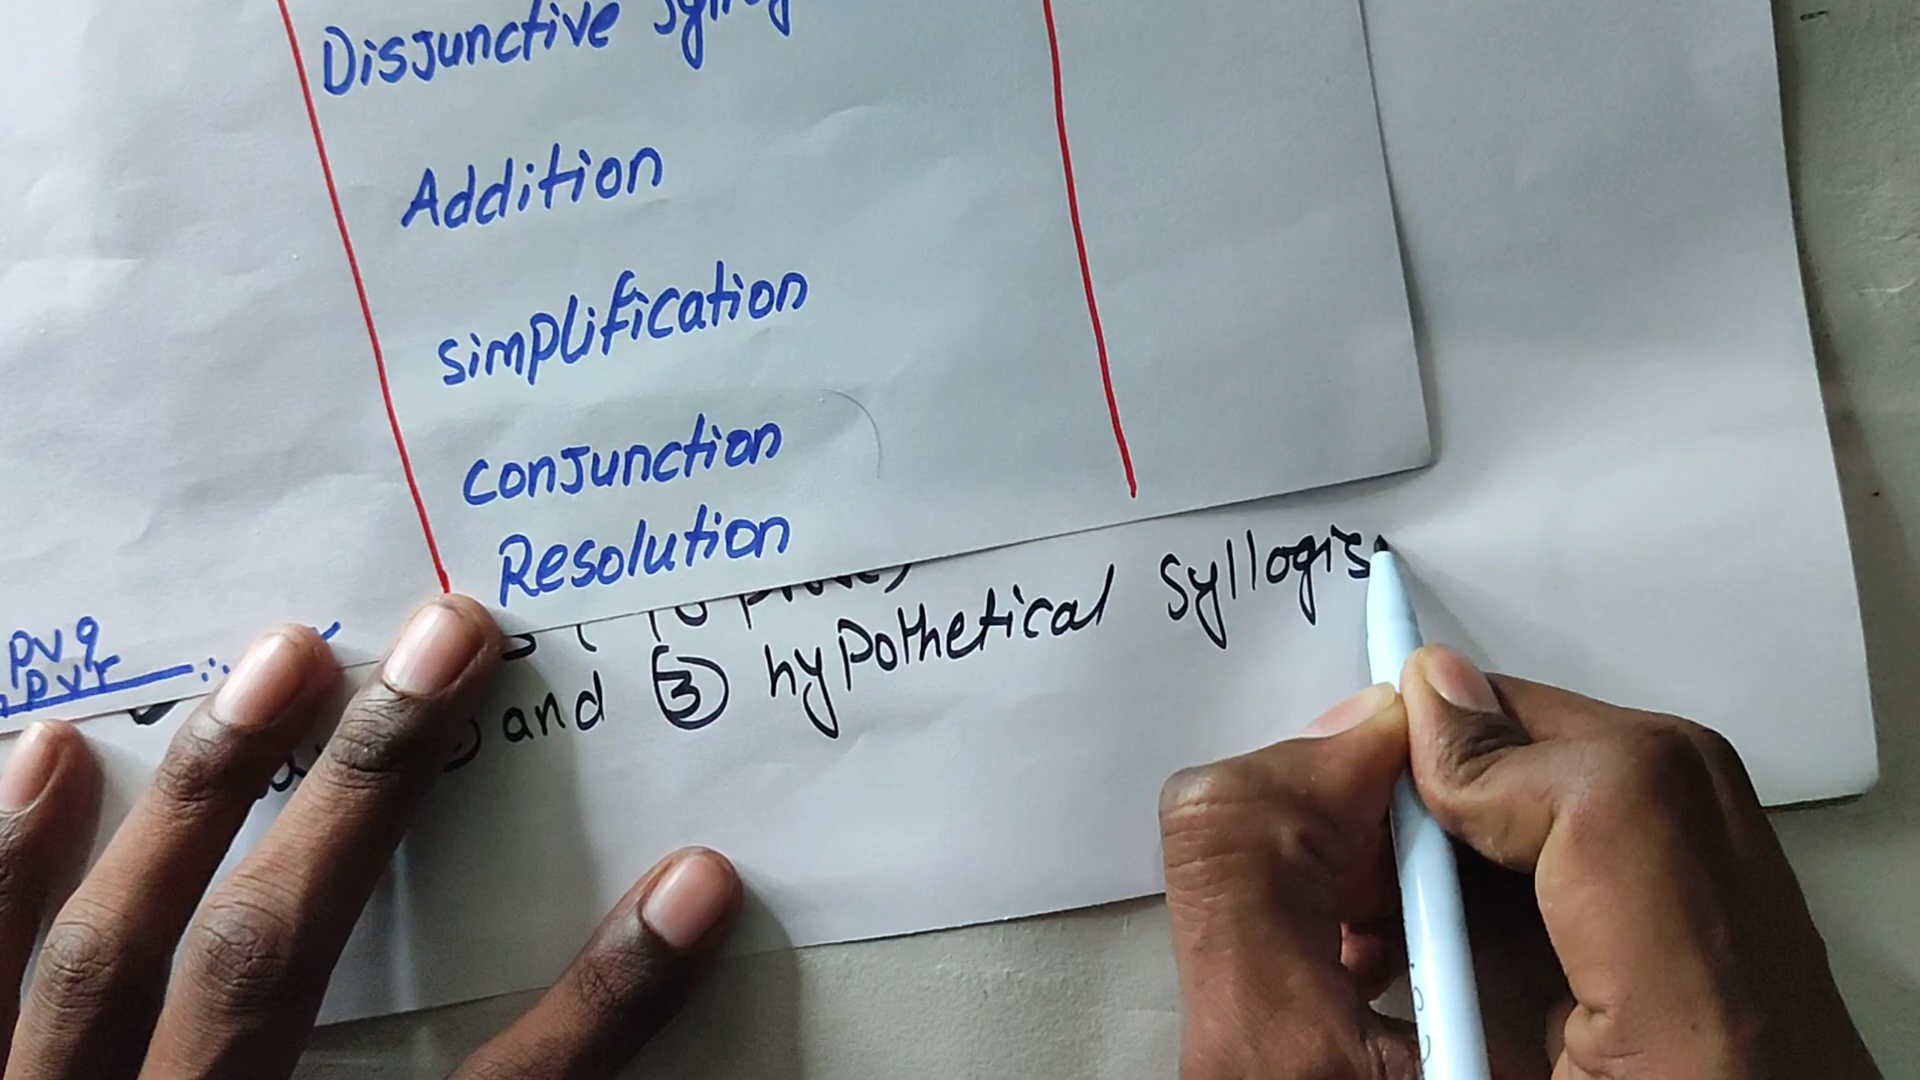 Disjunctive
Addition
simplification
conjunction
Resolution
p∨q
p∨r ∴
and ③ hypothetical Syllogis